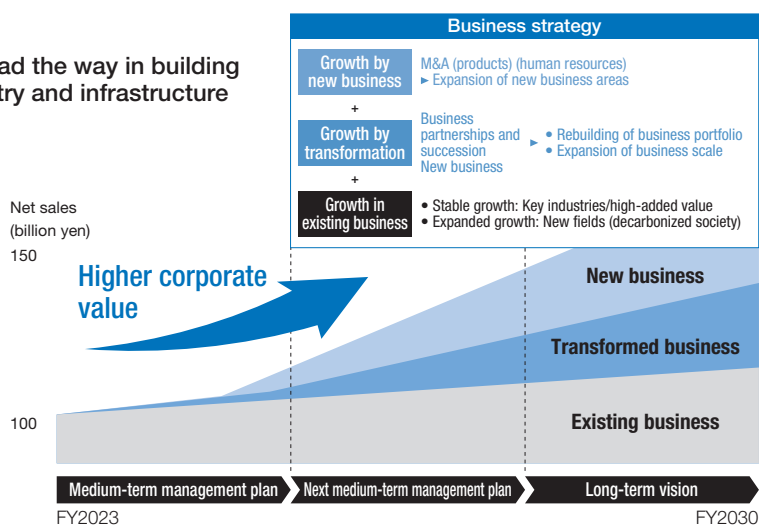 Business strategy
ad the way in building
try and infrastructure
Growth by
new business
M&A (products) (human resources)
► Expansion of new business areas
+
Growth by
transformation
Business
partnerships and
succession
New business
►
• Rebuilding of business portfolio
• Expansion of business scale
+
Growth in
existing business
• Stable growth: Key industries/high-added value
• Expanded growth: New fields (decarbonized society)
Net sales
(billion yen)
150
Higher corporate
value
New business
Transformed business
100
Existing business
Medium-term management plan
Next medium-term management plan
Long-term vision
FY2023
FY2030